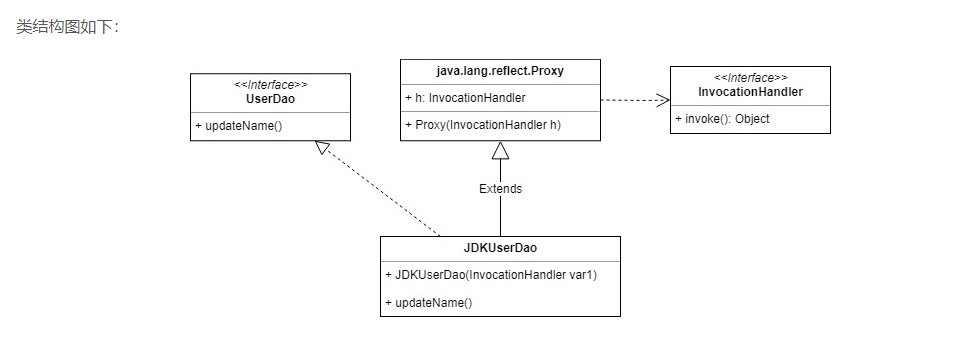 类结构图如下：
<<Interface>>
UserDao
+ updateName()
java.lang.reflect.Proxy
+ h: InvocationHandler
+ Proxy(InvocationHandler h)
<<Interface>>
InvocationHandler
+ invoke(): Object
Extends
JDKUserDao
+ JDKUserDao(InvocationHandler var1)
+ updateName()